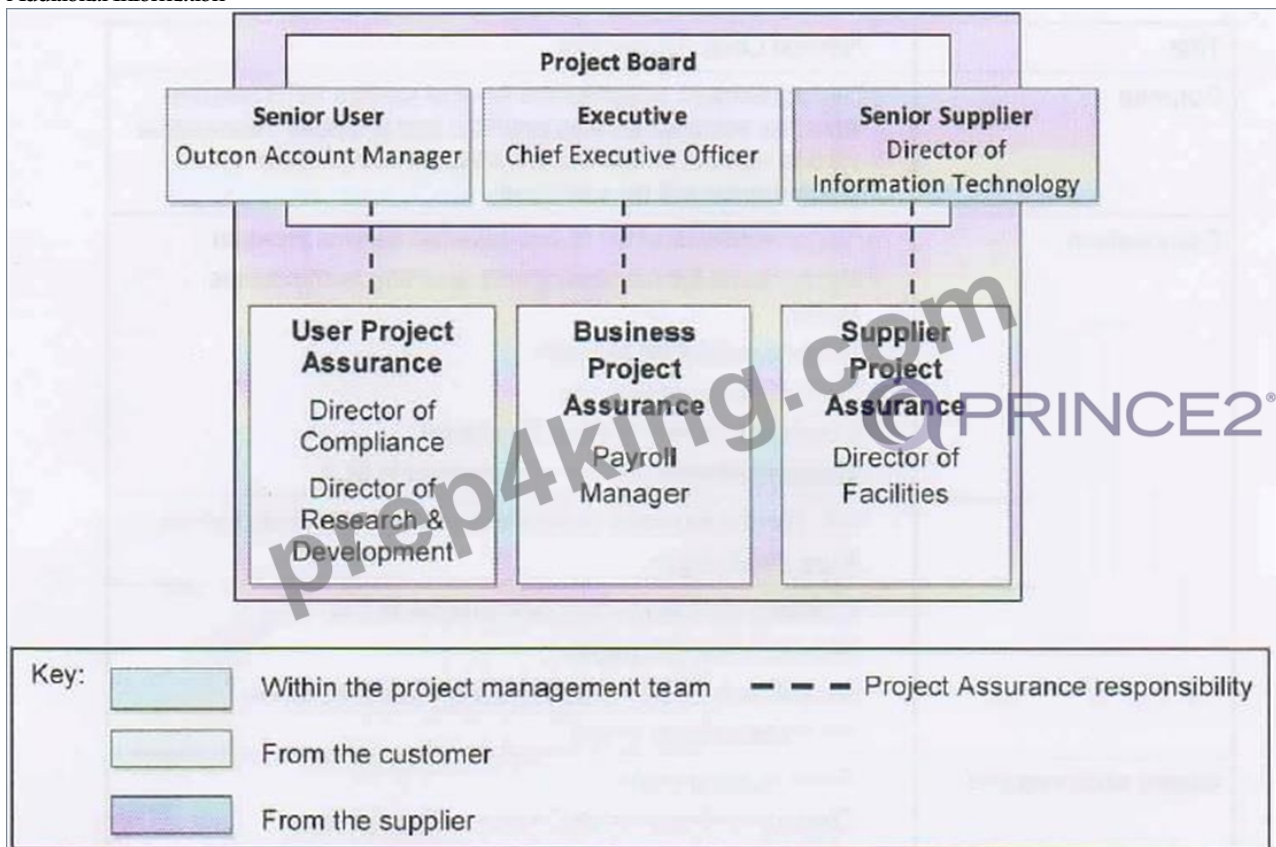 Project Board
Senior User
Outcon Account Manager
Executive
Chief Executive Officer
Senior Supplier
Director of
Information Technology
User Project
Assurance
Director of
Compliance
Director of
Research &
Development
Business
Project
Assurance
Payroll
Manager
Supplier
Project
Assurance
Director of
Facilities
prep4king.com
PRINCE2®
Key:
Within the project management team
Project Assurance responsibility
From the customer
From the supplier